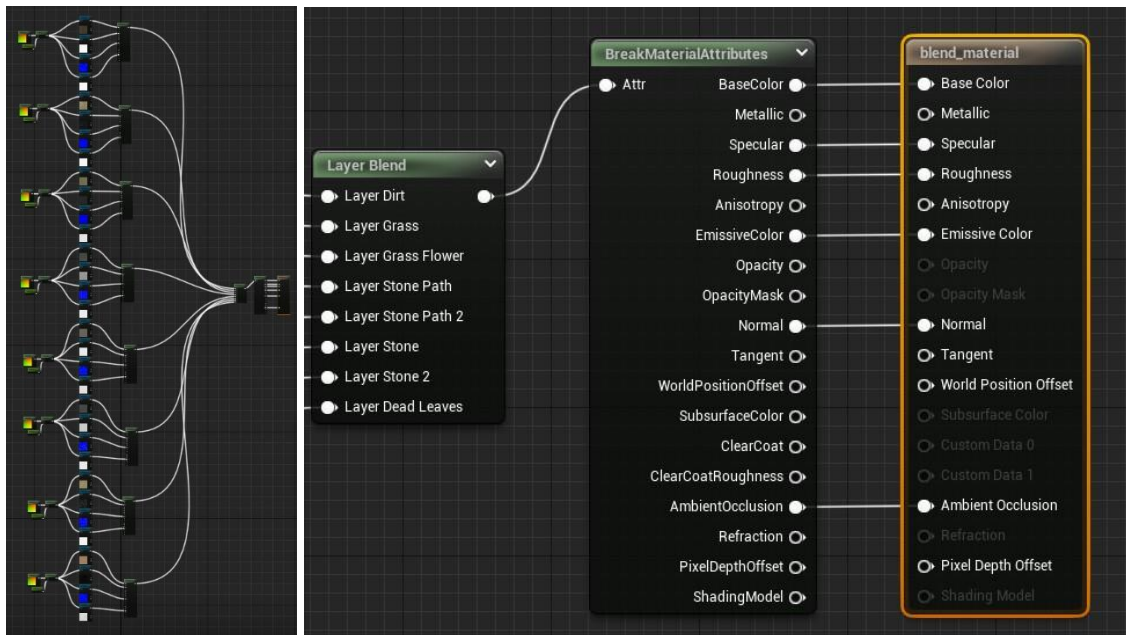 Layer Blend
Layer Dirt
Layer Grass
Layer Grass Flower
Layer Stone Path
Layer Stone Path 2
Layer Stone
Layer Stone 2
Layer Dead Leaves
BreakMaterialAttributes
Attr
BaseColor
Metallic
Specular
Roughness
Anisotropy
EmissiveColor
Opacity
OpacityMask
Normal
Tangent
WorldPositionOffset
SubsurfaceColor
ClearCoat
ClearCoatRoughness
AmbientOcclusion
Refraction
PixelDepthOffset
ShadingModel
blend_material
Base Color
Metallic
Specular
Roughness
Anisotropy
Emissive Color
Opacity
Opacity Mask
Normal
Tangent
World Position Offset
Subsurface Color
Custom Data 0
Custom Data 1
Ambient Occlusion
Refraction
Pixel Depth Offset
Shading Model